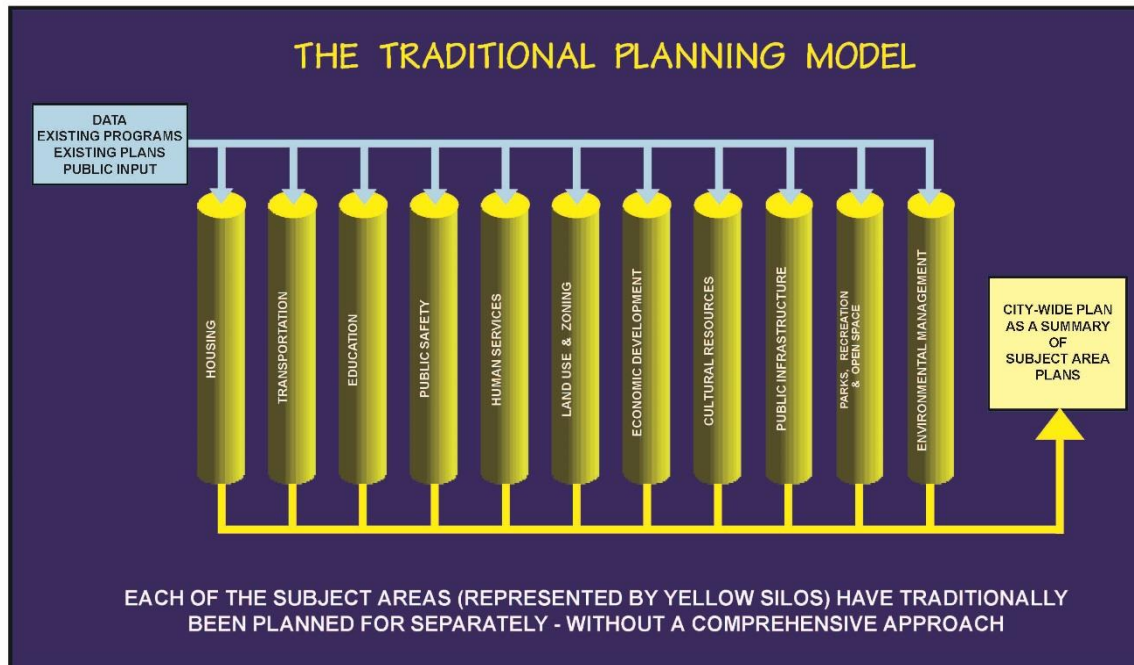 THE TRADITIONAL PLANNING MODEL
DATA
EXISTING PROGRAMS
EXISTING PLANS
PUBLIC INPUT
HOUSING
TRANSPORTATION
EDUCATION
PUBLIC SAFETY
HUMAN SERVICES
LAND USE & ZONING
ECONOMIC DEVELOPMENT
CULTURAL RESOURCES
PUBLIC INFRASTRUCTURE
PARKS, RECREATION
& OPEN SPACE
ENVIRONMENTAL MANAGEMENT
CITY-WIDE PLAN
AS A SUMMARY
OF
SUBJECT AREA
PLANS
EACH OF THE SUBJECT AREAS (REPRESENTED BY YELLOW SILOS) HAVE TRADITIONALLY
BEEN PLANNED FOR SEPARATELY - WITHOUT A COMPREHENSIVE APPROACH